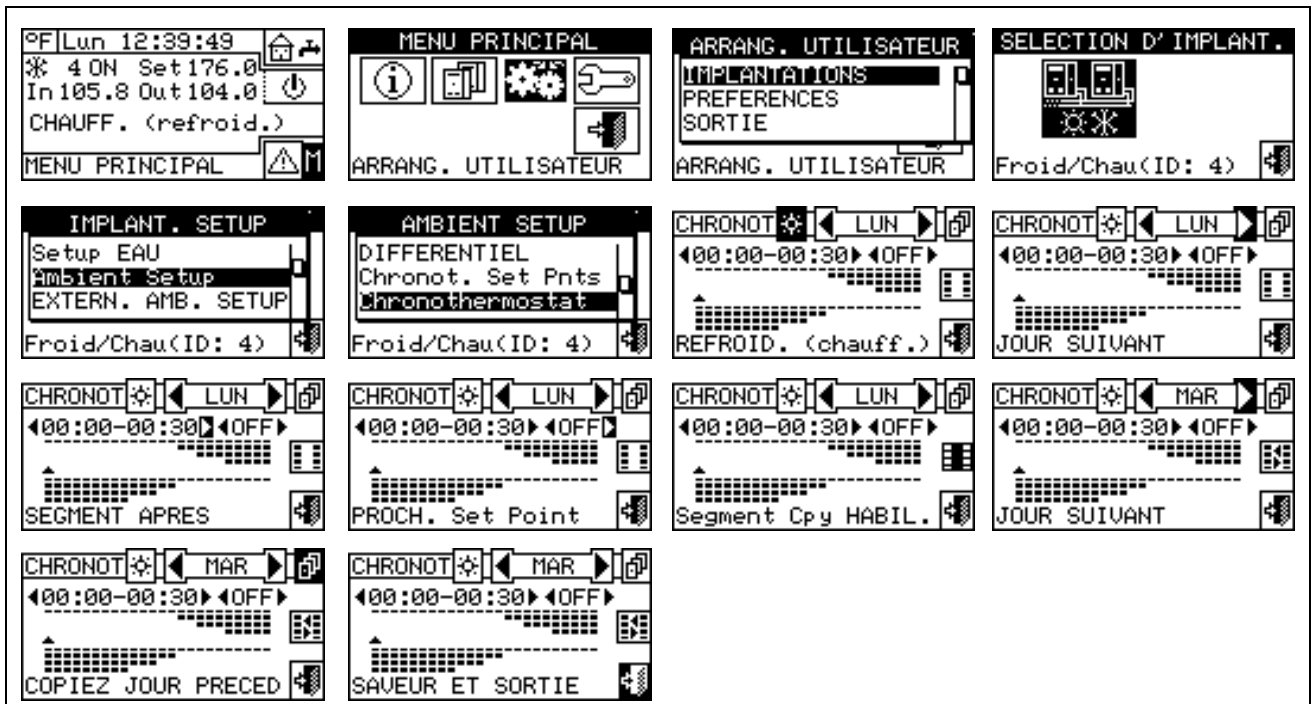 °F Lun 12:39:49
4 ON Set 176.0
In 105.8 Out 104.0
CHAUFF. (refroid.)
MENU PRINCIPAL M
MENU PRINCIPAL
ARRANG. UTILISATEUR
ARRANG. UTILISATEUR
IMPLANTATIONS
PREFERENCES
SORTIE
ARRANG. UTILISATEUR
SELECTION D'IMPLANT.
Froid/Chau(ID: 4)
IMPLANT. SETUP
Setup EAU
Ambient Setup
EXTERN. AMB. SETUP
Froid/Chau(ID: 4)
AMBIENT SETUP
DIFFERENTIEL
Chronot. Set Pnts
Chronothermostat
Froid/Chau(ID: 4)
CHRONOT LUN
00:00-00:30 OFF
REFROID. (chauff.)
CHRONOT LUN
00:00-00:30 OFF
JOUR SUIVANT
CHRONOT LUN
00:00-00:30 OFF
SEGMENT APRES
CHRONOT LUN
00:00-00:30 OFF
PROCH. Set Point
CHRONOT LUN
00:00-00:30 OFF
Segment Cpy HABIL.
CHRONOT MAR
00:00-00:30 OFF
JOUR SUIVANT
CHRONOT MAR
00:00-00:30 OFF
COPIEZ JOUR PRECED
CHRONOT MAR
00:00-00:30 OFF
SAVEUR ET SORTIE